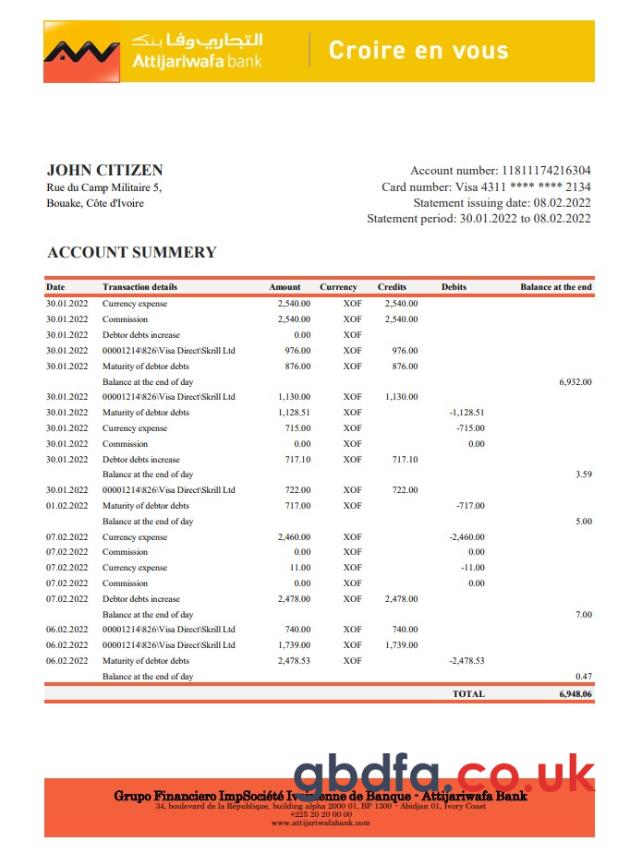 التجاري وفا بنك
Attijariwafa bank
Croire en vous
JOHN CITIZEN
Rue du Camp Militaire 5,
Bouake, Côte d'Ivoire
Account number: 11811174216304
Card number: Visa 4311 **** **** 2134
Statement issuing date: 08.02.2022
Statement period: 30.01.2022 to 08.02.2022
ACCOUNT SUMMERY
Date Transaction details Amount Currency Credits Debits Balance at the end
30.01.2022 Currency expense 2,540.00 XOF 2,540.00
30.01.2022 Commission 2,540.00 XOF 2,540.00
30.01.2022 Debtor debts increase 0.00 XOF
30.01.2022 00001214\826\Visa Direct\Skrill Ltd 976.00 XOF 976.00
30.01.2022 Maturity of debtor debts 876.00 XOF 876.00
Balance at the end of day 6,932.00
30.01.2022 00001214\826\Visa Direct\Skrill Ltd 1,130.00 XOF 1,130.00
30.01.2022 Maturity of debtor debts 1,128.51 XOF -1,128.51
30.01.2022 Currency expense 715.00 XOF -715.00
30.01.2022 Commission 0.00 XOF 0.00
30.01.2022 Debtor debts increase 717.10 XOF 717.10
Balance at the end of day 3.59
30.01.2022 00001214\826\Visa Direct\Skrill Ltd 722.00 XOF 722.00
01.02.2022 Maturity of debtor debts 717.00 XOF -717.00
Balance at the end of day 5.00
07.02.2022 Currency expense 2,460.00 XOF -2,460.00
07.02.2022 Commission 0.00 XOF 0.00
07.02.2022 Currency expense 11.00 XOF -11.00
07.02.2022 Commission 0.00 XOF 0.00
07.02.2022 Debtor debts increase 2,478.00 XOF 2,478.00
Balance at the end of day 7.00
06.02.2022 00001214\826\Visa Direct\Skrill Ltd 740.00 XOF 740.00
06.02.2022 00001214\826\Visa Direct\Skrill Ltd 1,739.00 XOF 1,739.00
06.02.2022 Maturity of debtor debts 2,478.53 XOF -2,478.53
Balance at the end of day 0.47
TOTAL 6,948.06
gbdfa.co.uk
Grupo Financiero ImpSociété Ivoirienne de Banque - Attijariwafa Bank
34, boulevard de la République, building alpha 2000 01, BP 1300 - Abidjan 01, Ivory Coast
+225 20 20 00 00
www.attijariwafabank.com